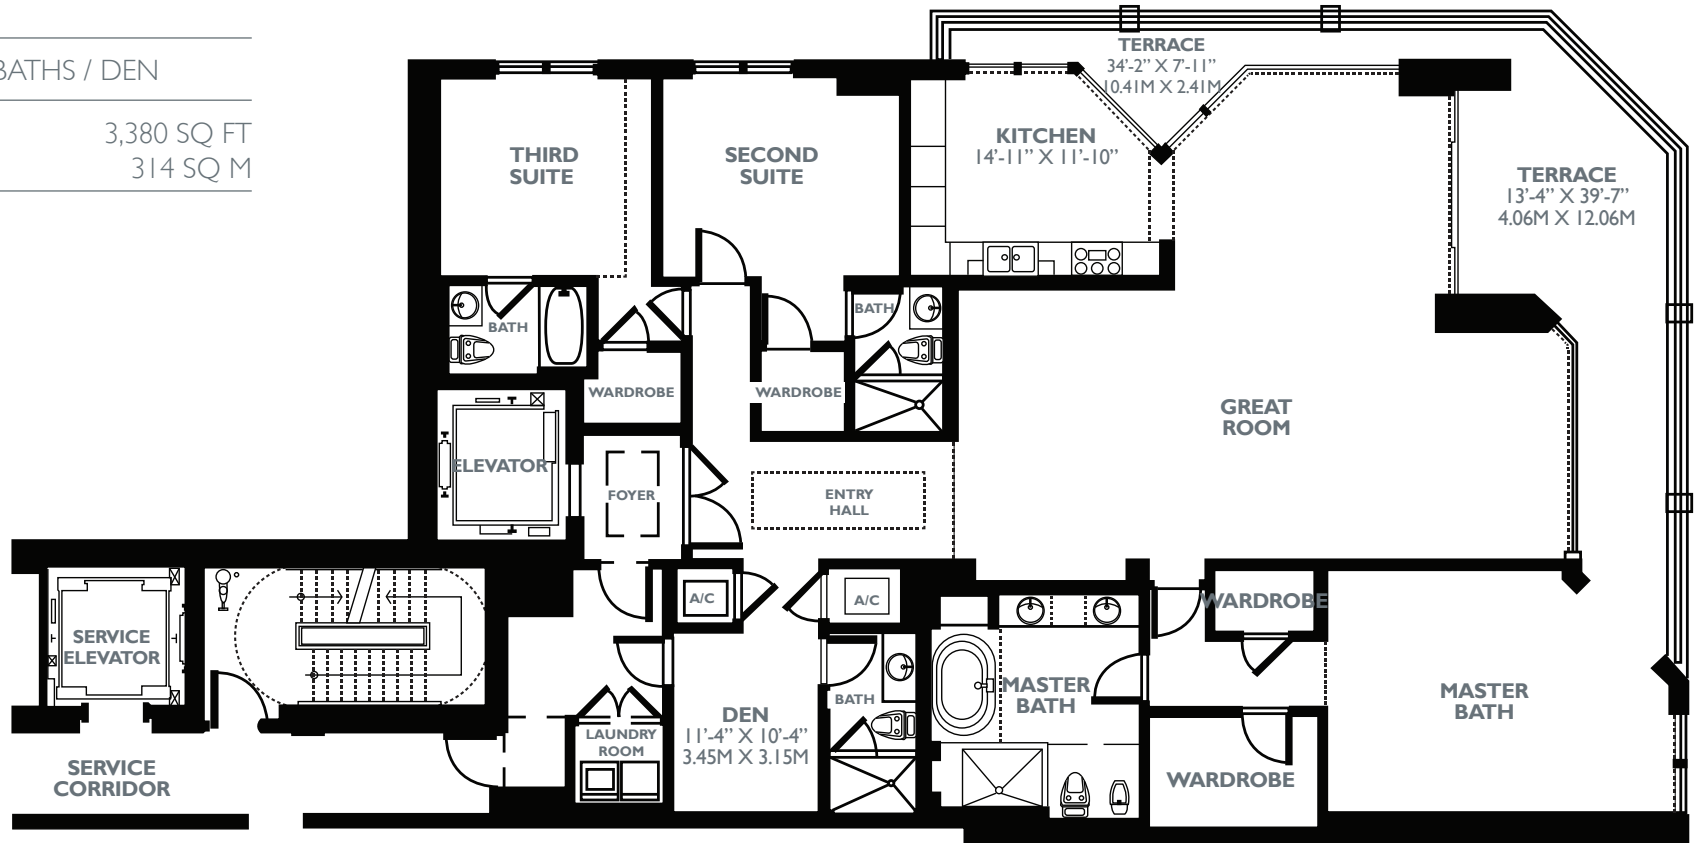 BATHS / DEN
3,380 SQ FT
314 SQ M
TERRACE
34'-2" X 7'-11"
10.41M X 2.41M
KITCHEN
14'-11" X 11'-10"
THIRD
SUITE
SECOND
SUITE
TERRACE
13'-4" X 39'-7"
4.06M X 12.06M
BATH
BATH
WARDROBE
WARDROBE
GREAT
ROOM
ELEVATOR
FOYER
ENTRY
HALL
A/C
A/C
WARDROBE
SERVICE
ELEVATOR
MASTER
BATH
MASTER
BATH
BATH
DEN
11'-4" X 10'-4"
3.45M X 3.15M
LAUNDRY
ROOM
SERVICE
CORRIDOR
WARDROBE